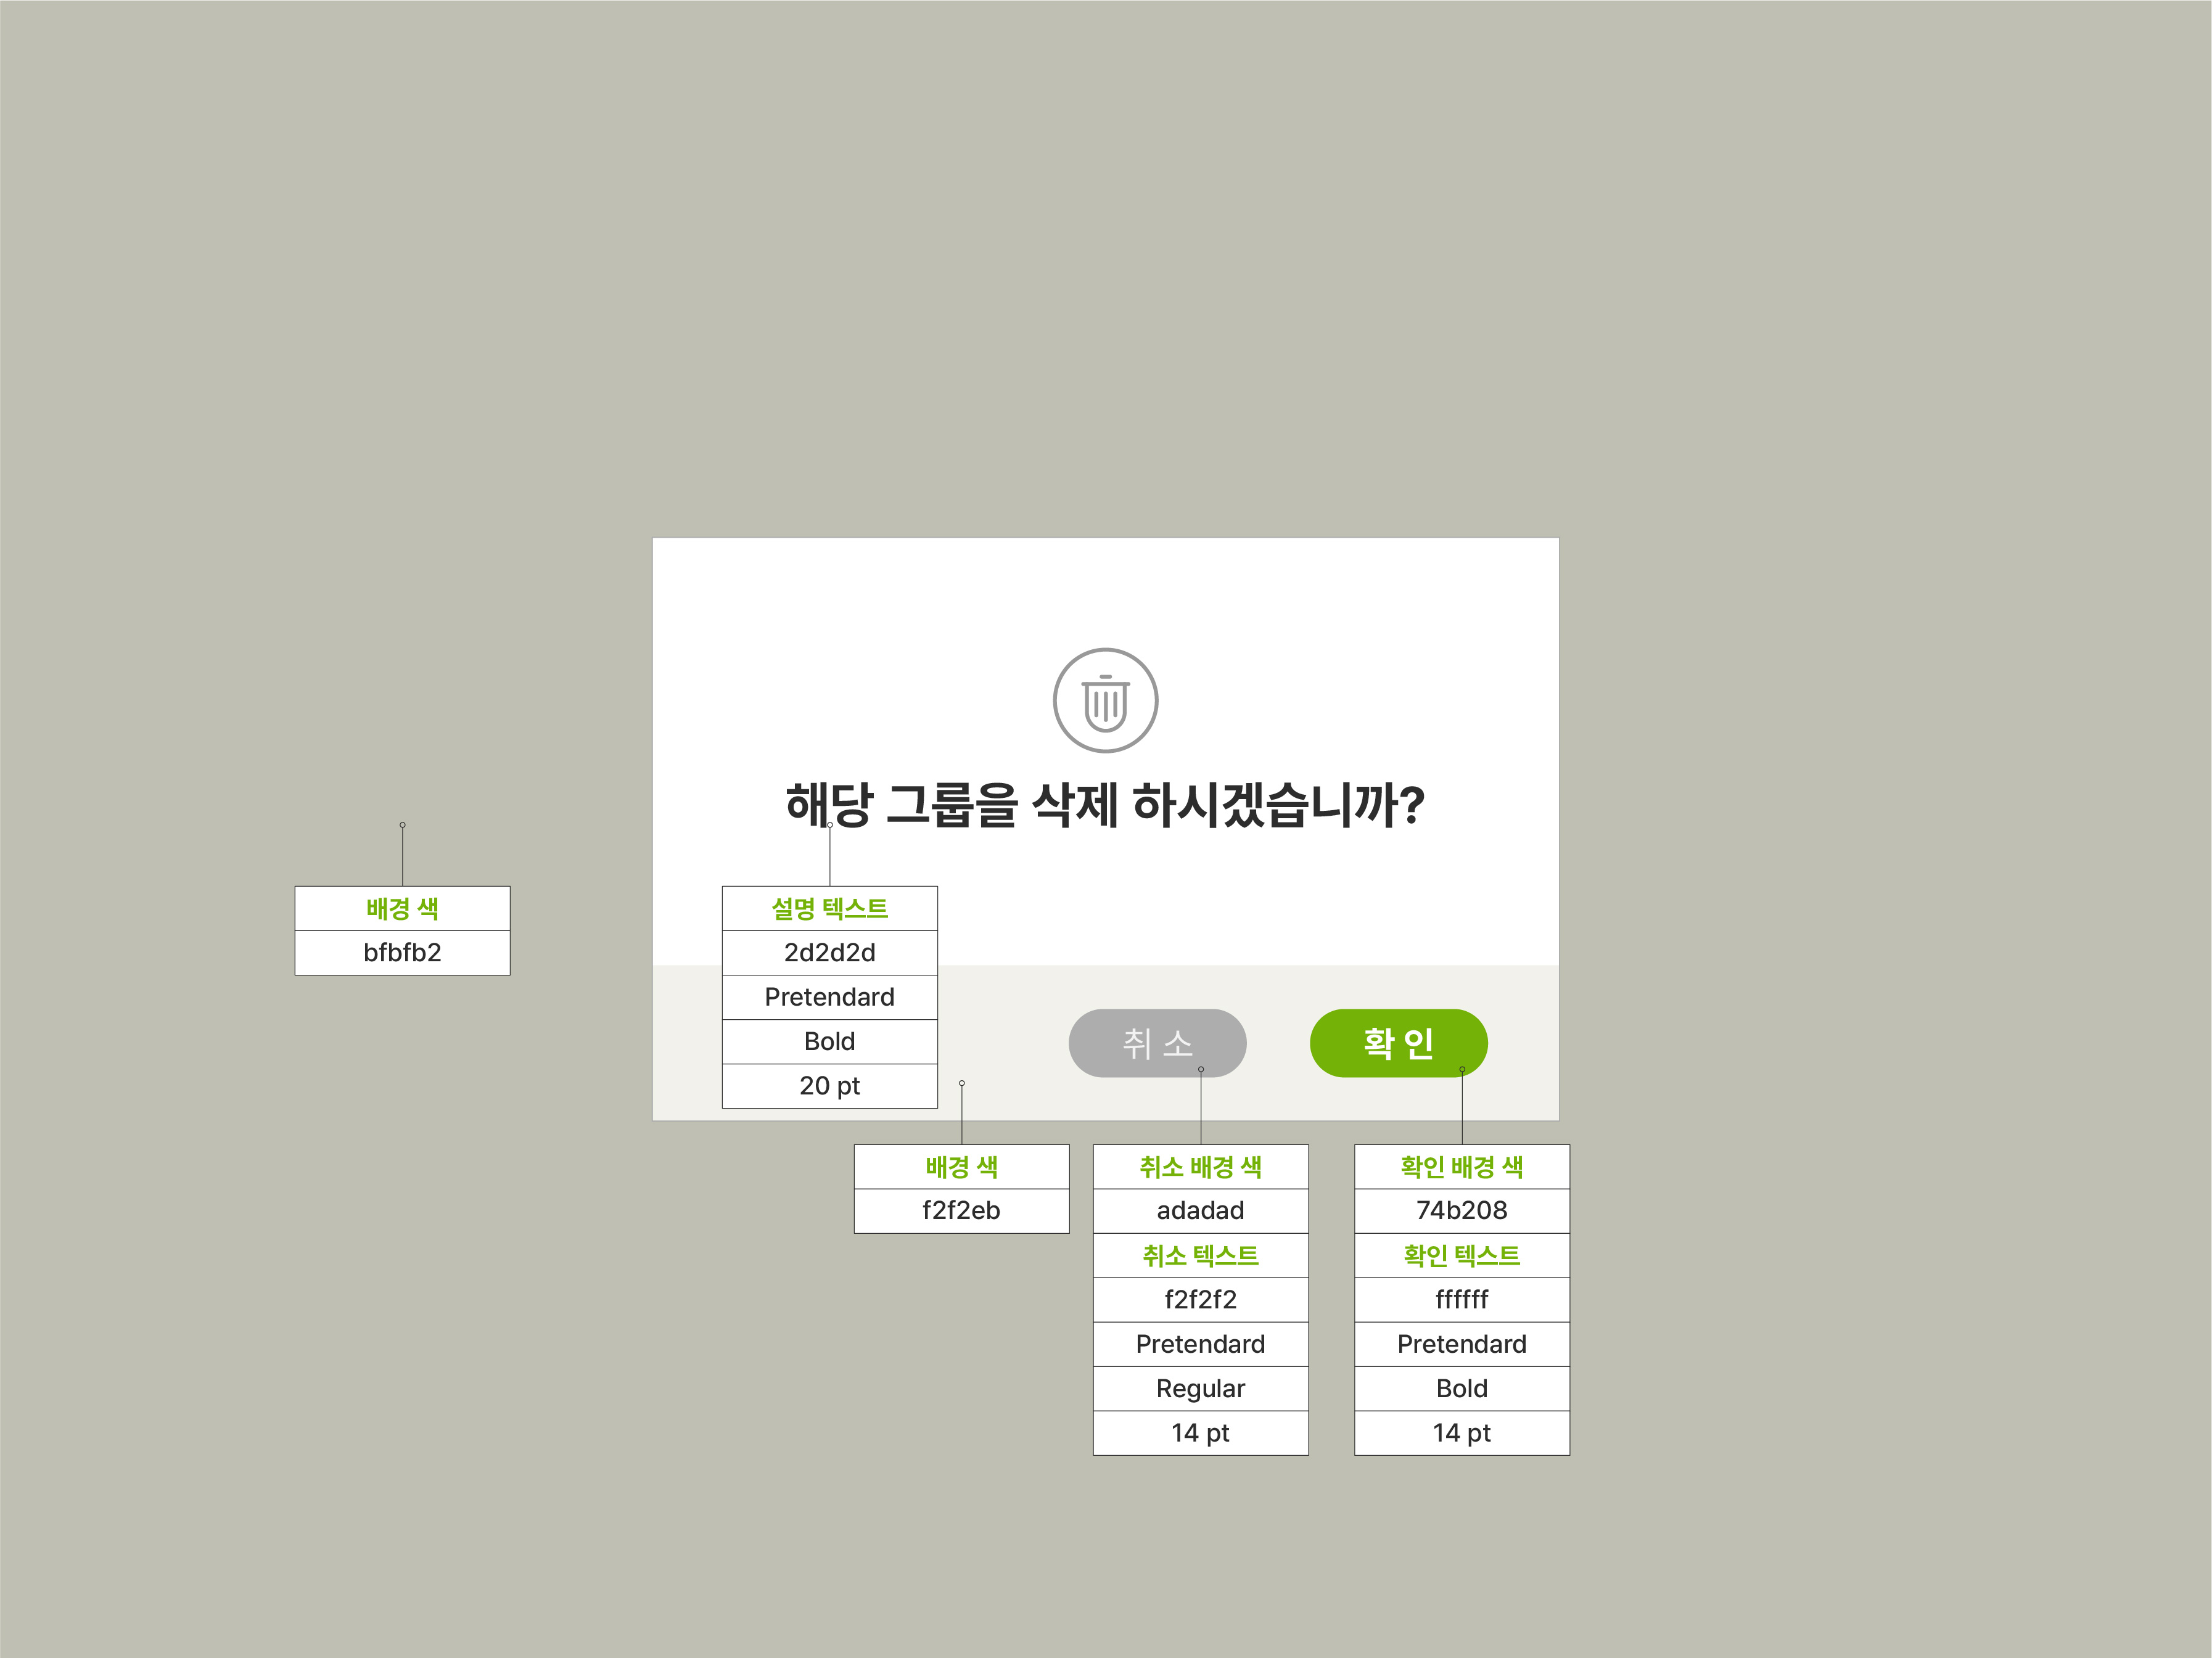 해당 그룹을 삭제 하시겠습니까?
배경 색
bfbfb2
설명 텍스트
2d2d2d
Pretendard
Bold
20 pt
취 소
확 인
배경 색
f2f2eb
취소 배경 색
adadad
취소 텍스트
f2f2f2
Pretendard
Regular
14 pt
확인 배경 색
74b208
확인 텍스트
ffffff
Pretendard
Bold
14 pt